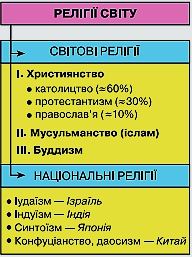 РЕЛІГІЇ СВІТУ
СВІТОВІ РЕЛІГІЇ
I. Християнство
• католицтво (≈60%)
• протестантизм (≈30%)
• православ'я (≈10%)
II. Мусульманство (іслам)
III. Буддизм
НАЦІОНАЛЬНІ РЕЛІГІЇ
• Іудаїзм — Ізраїль
• Індуїзм — Індія
• Синтоїзм — Японія
• Конфуціанство, даосизм — Китай